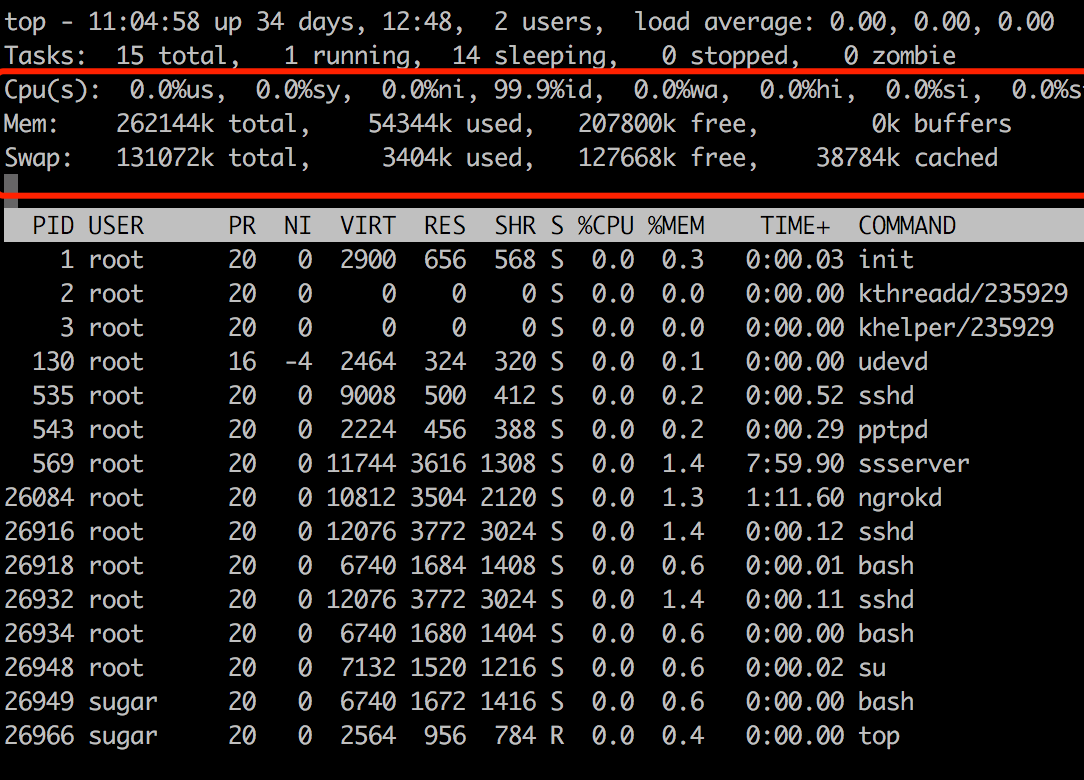 top - 11:04:58 up 34 days, 12:48,  2 users,  load average: 0.00, 0.00, 0.00
Tasks:  15 total,   1 running,  14 sleeping,   0 stopped,   0 zombie
Cpu(s):  0.0%us,  0.0%sy,  0.0%ni, 99.9%id,  0.0%wa,  0.0%hi,  0.0%si,  0.0%s
Mem:    262144k total,    54344k used,   207800k free,        0k buffers
Swap:   131072k total,     3404k used,   127668k free,    38784k cached
  PID USER      PR  NI  VIRT  RES  SHR S %CPU %MEM    TIME+  COMMAND
    1 root      20   0  2900  656  568 S  0.0  0.3   0:00.03 init
    2 root      20   0     0    0    0 S  0.0  0.0   0:00.00 kthreadd/235929
    3 root      20   0     0    0    0 S  0.0  0.0   0:00.00 khelper/235929
  130 root      16  -4  2464  324  320 S  0.0  0.1   0:00.00 udevd
  535 root      20   0  9008  500  412 S  0.0  0.2   0:00.52 sshd
  543 root      20   0  2224  456  388 S  0.0  0.2   0:00.29 pptpd
  569 root      20   0 11744 3616 1308 S  0.0  1.4   7:59.90 ssserver
26084 root      20   0 10812 3504 2120 S  0.0  1.3   1:11.60 ngrokd
26916 root      20   0 12076 3772 3024 S  0.0  1.4   0:00.12 sshd
26918 root      20   0  6740 1684 1408 S  0.0  0.6   0:00.01 bash
26932 root      20   0 12076 3772 3024 S  0.0  1.4   0:00.11 sshd
26934 root      20   0  6740 1680 1404 S  0.0  0.6   0:00.00 bash
26948 root      20   0  7132 1520 1216 S  0.0  0.6   0:00.02 su
26949 sugar     20   0  6740 1672 1416 S  0.0  0.6   0:00.00 bash
26966 sugar     20   0  2564  956  784 R  0.0  0.4   0:00.00 top